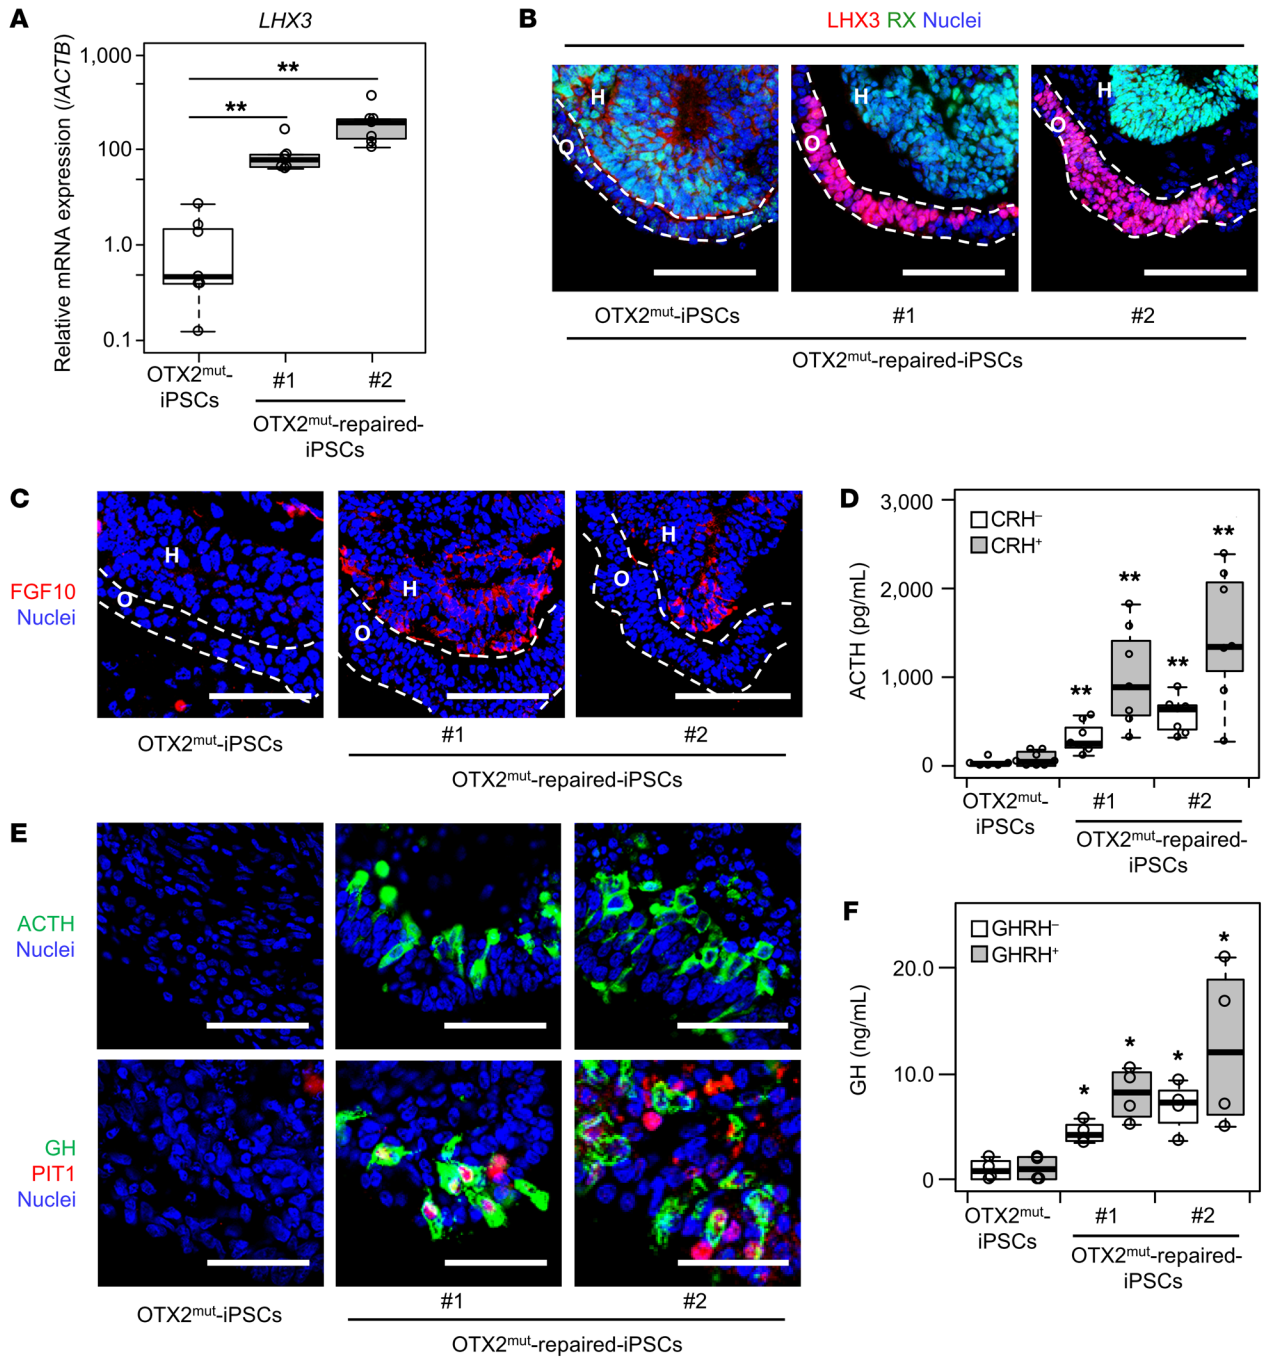 A
LHX3
Relative mRNA expression (/ACTB)
1,000
100
1.0
0.1
**
**
OTX2mut-
iPSCs
#1
#2
OTX2mut-repaired-
iPSCs
B
LHX3 RX Nuclei
H
O
H
O
H
O
OTX2mut-iPSCs
#1
#2
OTX2mut-repaired-iPSCs
C
FGF10
Nuclei
H
O
H
O
H
O
OTX2mut-iPSCs
#1
#2
OTX2mut-repaired-iPSCs
D
ACTH (pg/mL)
3,000
2,000
1,000
0
CRH–
CRH+
**
**
**
**
OTX2mut-
iPSCs
#1
#2
OTX2mut-repaired-
iPSCs
E
ACTH
Nuclei
GH
PIT1
Nuclei
OTX2mut-iPSCs
#1
#2
OTX2mut-repaired-iPSCs
F
GH (ng/mL)
20.0
10.0
0
GHRH–
GHRH+
*
*
*
*
OTX2mut-
iPSCs
#1
#2
OTX2mut-repaired-
iPSCs